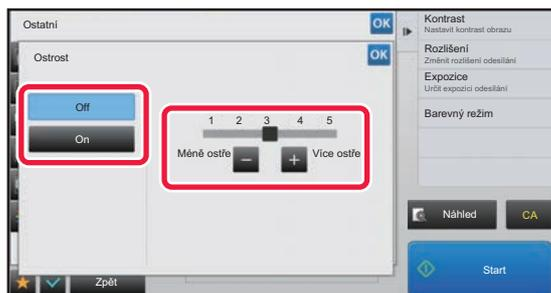 Ostatní
OK
Ostrost
OK
Off
On
1 2 3 4 5
Méně ostře
Více ostře
Kontrast
Nastavit kontrast obrazu
Rozlišení
Změnit rozlišení odesílání
Expozice
Určit expozici odesílání
Barevný režim
Náhled
CA
Start
Zpět